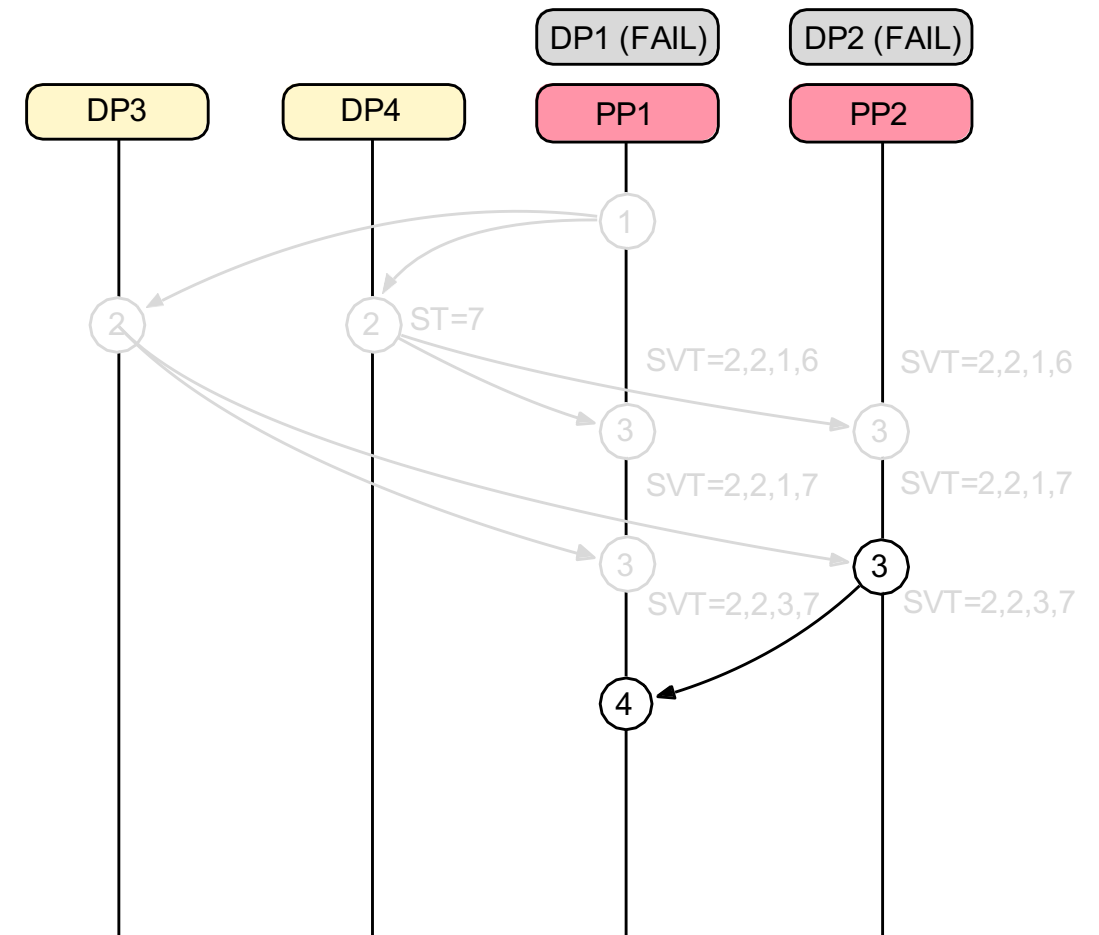 DP1 (FAIL)
DP2 (FAIL)
DP3
DP4
PP1
PP2
1
2
2
ST=7
SVT=2,2,1,6
SVT=2,2,1,6
3
3
SVT=2,2,1,7
SVT=2,2,1,7
3
3
SVT=2,2,3,7
SVT=2,2,3,7
4